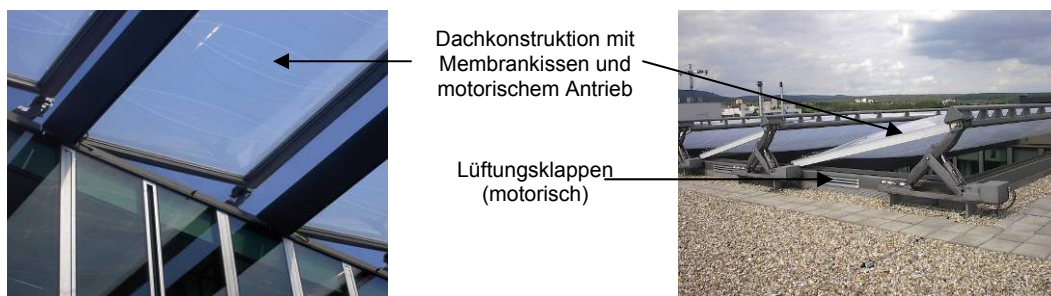 Dachkonstruktion mit
Membrankissen und
motorischem Antrieb
Lüftungsklappen
(motorisch)